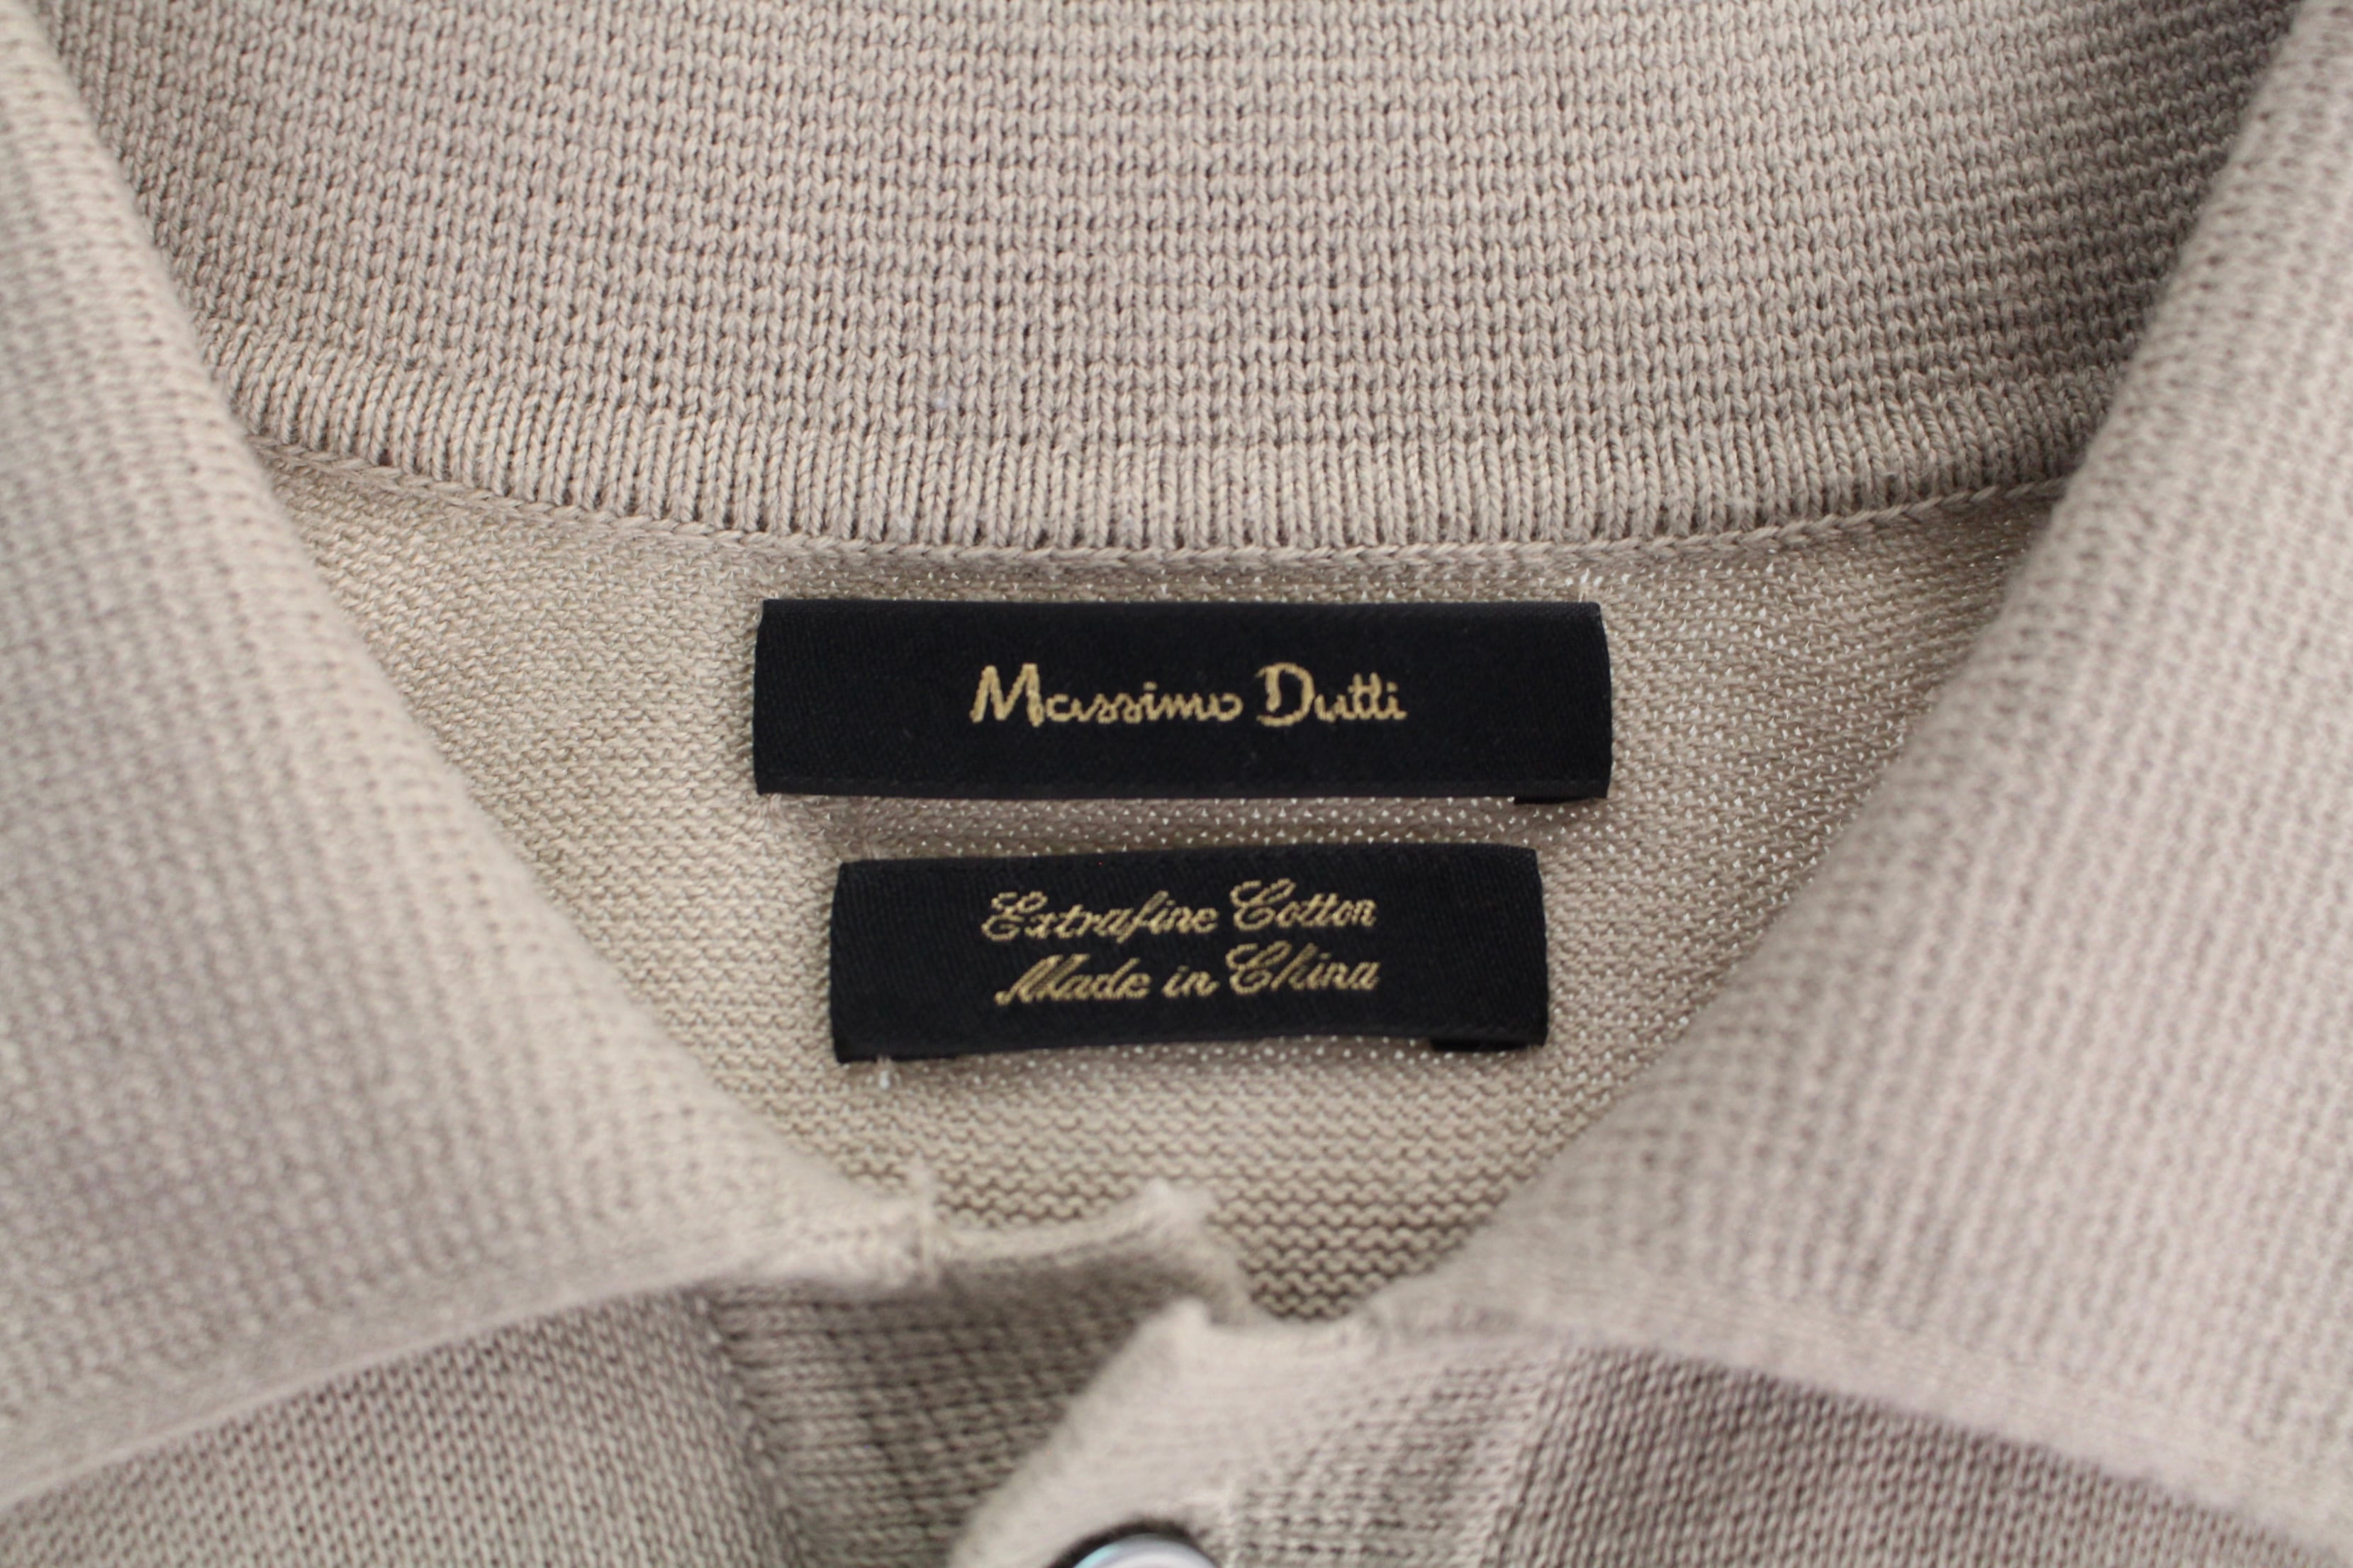 Massimo Dutti
Extrafine Cotton
Made in China